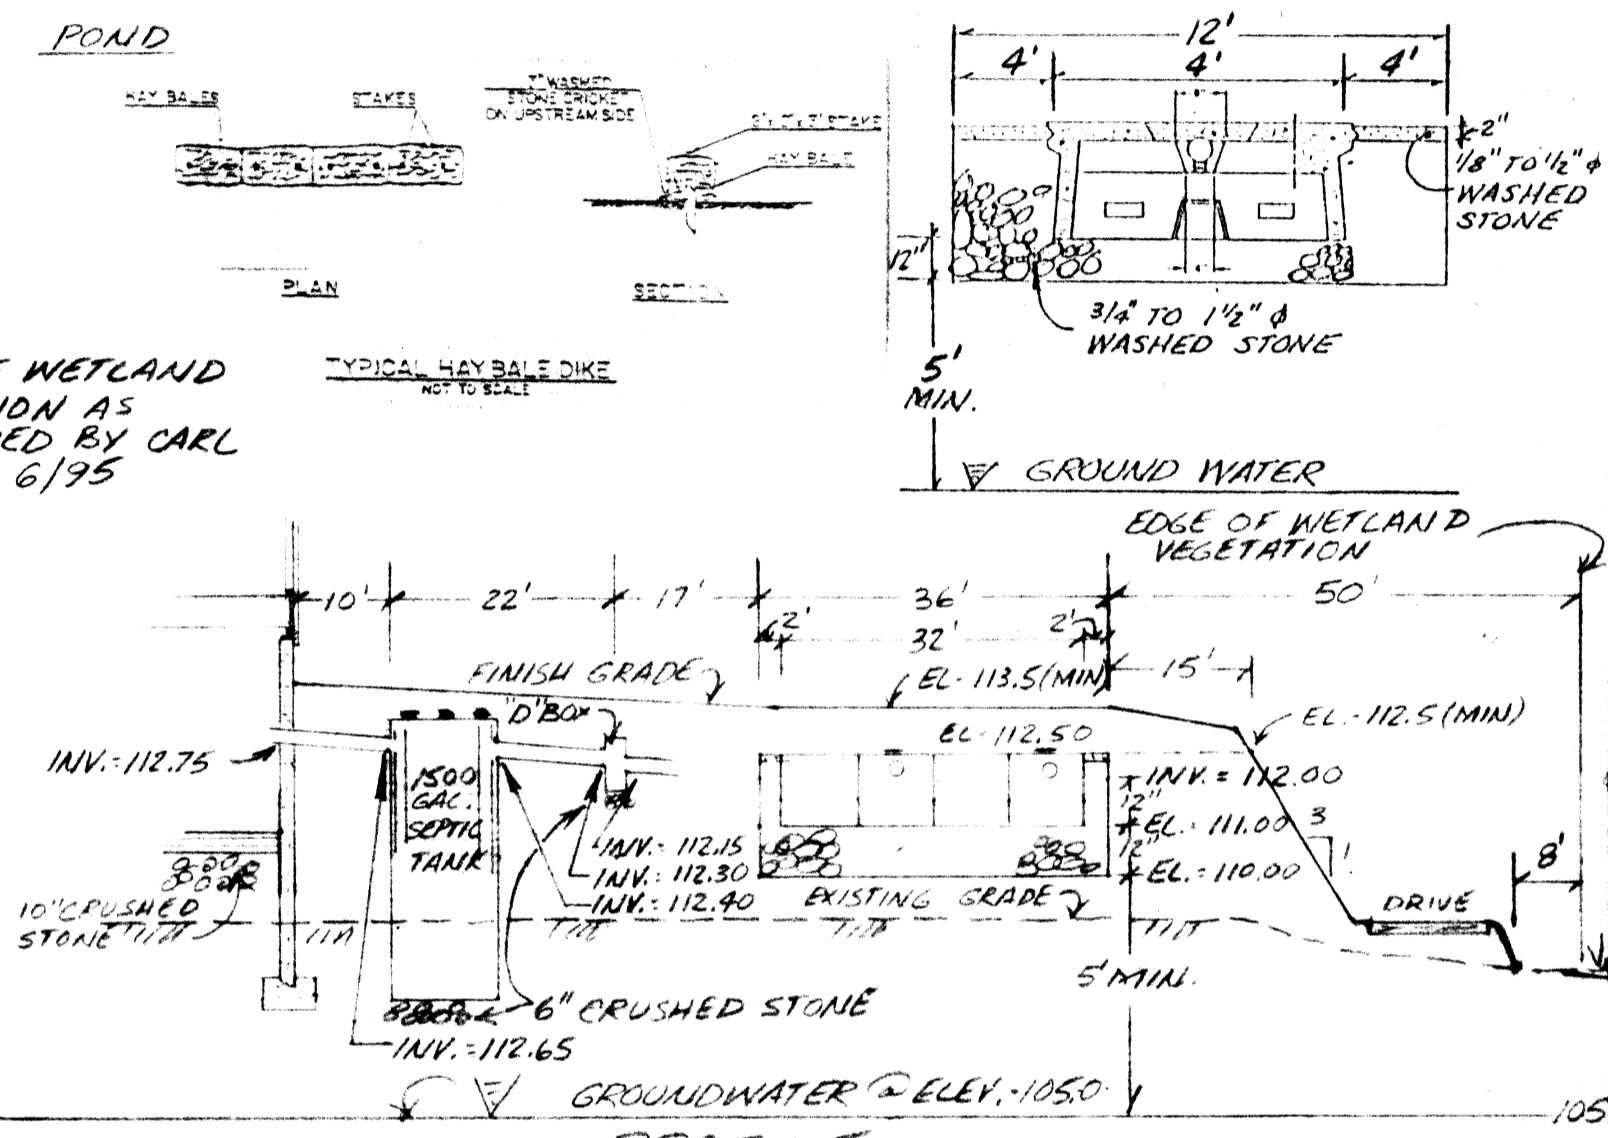 POND
HAY BALES
STAKES
WASHED
STONE CRICKET
ON UPSTREAM SIDE
STAKE
HAY BALE
PLAN
SECTION
TYPICAL HAY BALE DIKE
NOT TO SCALE
WETLAND
AS
BY CARL
6/95
12'
4'
4'
4'
2"
1/8" TO 1/2" ϕ
WASHED
STONE
12"
3/4" TO 1 1/2" ϕ
WASHED STONE
5'
MIN.
GROUND WATER
EDGE OF WETLAND
VEGETATION
10'
22'
17'
36'
50'
2'
32'
2'
15'
FINISH GRADE
EL-113.5(MIN)
"D"BOX
EL-112.50
EL.-112.5(MIN)
INV.=112.75
1500
GAL.
SEPTIC
TANK
INV.=112.00
12"
EL.=111.00
12"
EL.=110.00
3
1
INV.=112.15
INV.=112.30
INV.=112.40
EXISTING GRADE
8'
DRIVE
10"CRUSHED
STONE
5'MIN.
6" CRUSHED STONE
INV.=112.65
GROUNDWATER @ ELEV.-105.0
105